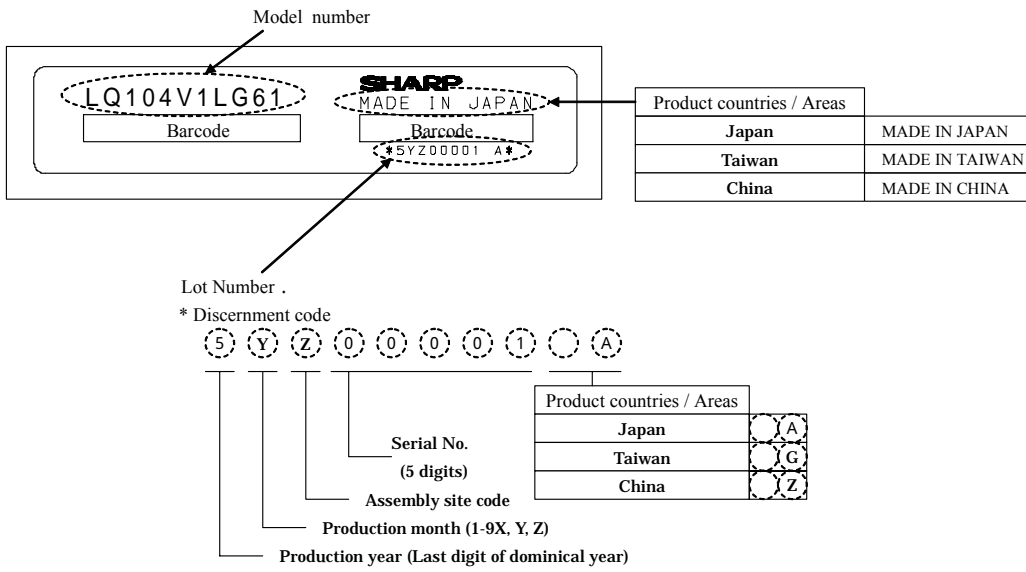 Model number
LQ104V1LG61
Barcode
SHARP
MADE IN JAPAN
Barcode
*5YZ00001 A*
Product countries / Areas
Japan MADE IN JAPAN
Taiwan MADE IN TAIWAN
China MADE IN CHINA
Lot Number .
* Discernment code
5 Y Z 0 0 0 0 1 A
Product countries / Areas
Japan A
Taiwan G
China Z
Serial No.
(5 digits)
Assembly site code
Production month (1-9X, Y, Z)
Production year (Last digit of dominical year)